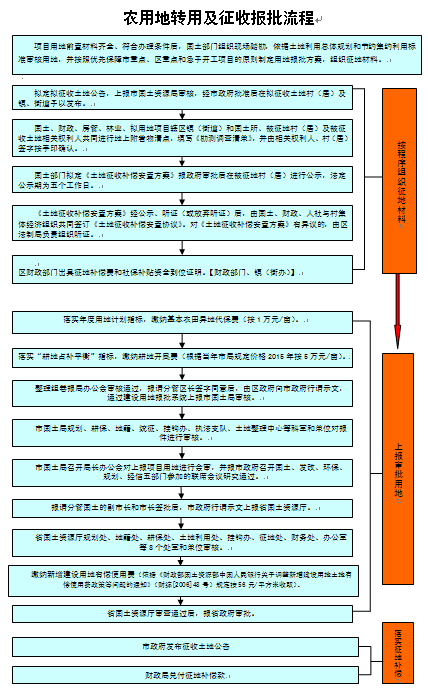 农用地转用及征收报批流程
项目用地前置材料齐全、符合办理条件后，国土部门组织现场踏勘，依据土地利用总体规划和节约集约利用
标准审核用地，并按照优先保障市重点、区重点和急于开工项目的原则制定用地报批方案，组织征地材料。
拟定拟征收土地公告，上报市国土资源局审核，经市政府批准后在拟征收土地村（居）及
镇、街道予以发布。
国土、财政、房管、林业、拟用地项目辖区镇（街道）和国土所、被征地村（居）及被征
收土地相关权利人共同进行地上附着物清点，填写《勘测调查清单》，并由相关权利人、村（居）
签字按手印确认。
国土部门拟定《土地征收补偿安置方案》报政府审批后在被征地村（居）进行公示，法定
公示期为五个工作日。
《土地征收补偿安置方案》经公示、听证（或放弃听证）后，由国土、财政、人社与村集
体经济组织共同签订《土地征收补偿安置协议》。对《土地征收补偿安置方案》有异议的，由区
法制局负责组织听证。
区财政部门出具征地补偿费和社保补贴资金到位证明。【财政部门、镇（街办）】
按程序组织征地材料
落实年度用地计划指标，缴纳基本农田异地代保费（按1万元/亩）。
落实“耕地占补平衡”指标，缴纳耕地开垦费（根据当年市局规定价格2015年按5万元/亩）。
整理组卷报局办公会审核通过，报请分管区长签字同意后，由区政府向市政府行请示文，
通过建设用地报批系统上报市国土局审核。
市国土局规划、耕保、地籍、统征、挂钩办、执法支队、土地整理中心等科室和单位对报
件进行审核。
市国土局召开局长办公会对上报项目用地进行会审，并报市政府召开国土、发改、环保、
规划、经信五部门参加的联席会议研究通过。
报请分管国土的副市长和市长签批后，市政府行请示文上报省国土资源厅。
省国土资源厅规划处、地籍处、耕保处、土地利用处、挂钩办、征地处、财务处、办公室
等8个处室和单位审核。
缴纳新增建设用地有偿使用费（依据《财政部国土资源部中国人民银行关于调整新增建设用地土地有
偿使用费政策等问题的通知》（财综[2006]48号）规定按56元/平方米收取）。
省国土资源厅审查通过后，报省政府审批。
上报审批用地
市政府发布征收土地公告
财政局兑付征地补偿款
落实征地补偿